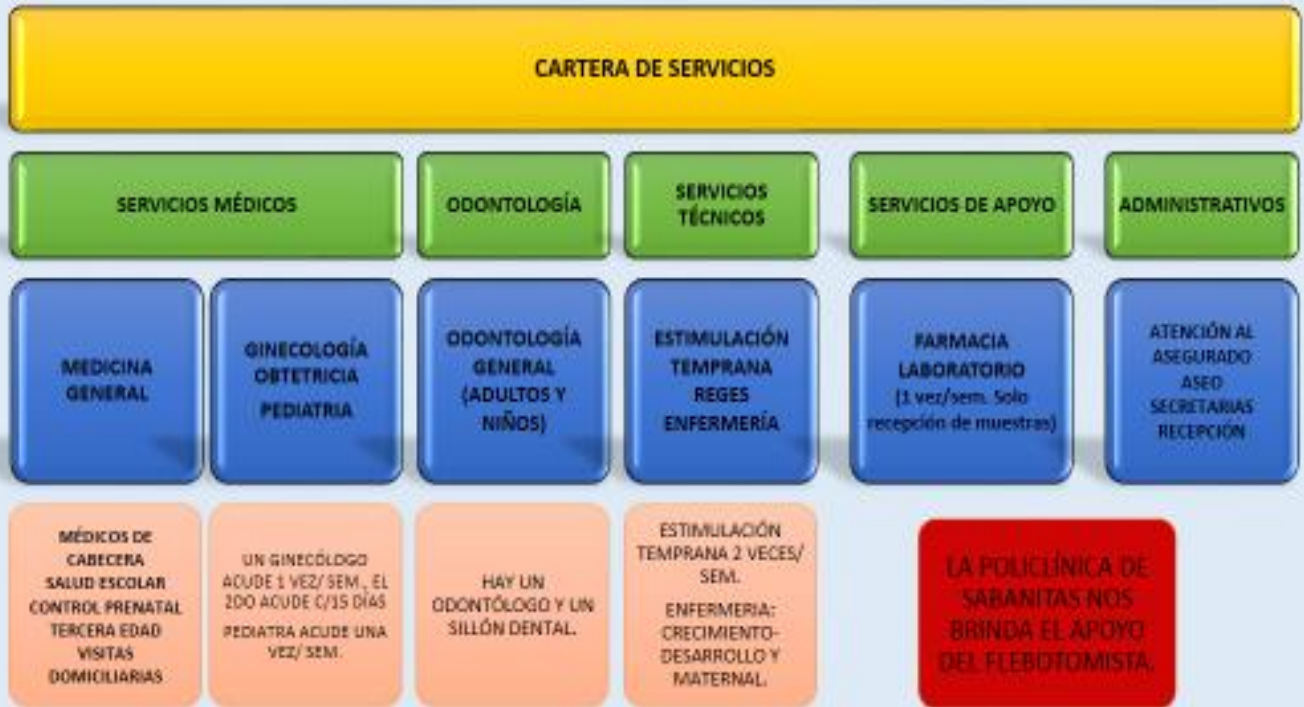 CARTERA DE SERVICIOS
SERVICIOS MÉDICOS
ODONTOLOGÍA
SERVICIOS
TÉCNICOS
SERVICIOS DE APOYO
ADMINISTRATIVOS
MEDICINA
GENERAL
GINECOLOGÍA
OBTETRICIA
PEDIATRIA
ODONTOLOGÍA
GENERAL
(ADULTOS Y
NIÑOS)
ESTIMULACIÓN
TEMPRANA
REGES
ENFERMERÍA
FARMACIA
LABORATORIO
(1 vez/sem. Solo
recepción de muestras)
ATENCIÓN AL
ASEGURADO
ASEO
SECRETARIAS
RECEPCIÓN
MÉDICOS DE
CABECERA
SALUD ESCOLAR
CONTROL PRENATAL
TERCERA EDAD
VISITAS
DOMICILIARIAS
UN GINECÓLOGO
ACUDE 1 VEZ/ SEM., EL
2DO ACUDE C/15 DÍAS
PEDIATRA ACUDE UNA
VEZ/ SEM.
HAY UN
ODONTÓLOGO Y UN
SILLÓN DENTAL.
ESTIMULACIÓN
TEMPRANA 2 VECES/
SEM.
ENFERMERIA:
CRECIMIENTO-
DESARROLLO Y
MATERNAL.
LA POLICLÍNICA DE
SABANITAS NOS
BRINDA EL APOYO
DEL FLEBOTOMISTA.